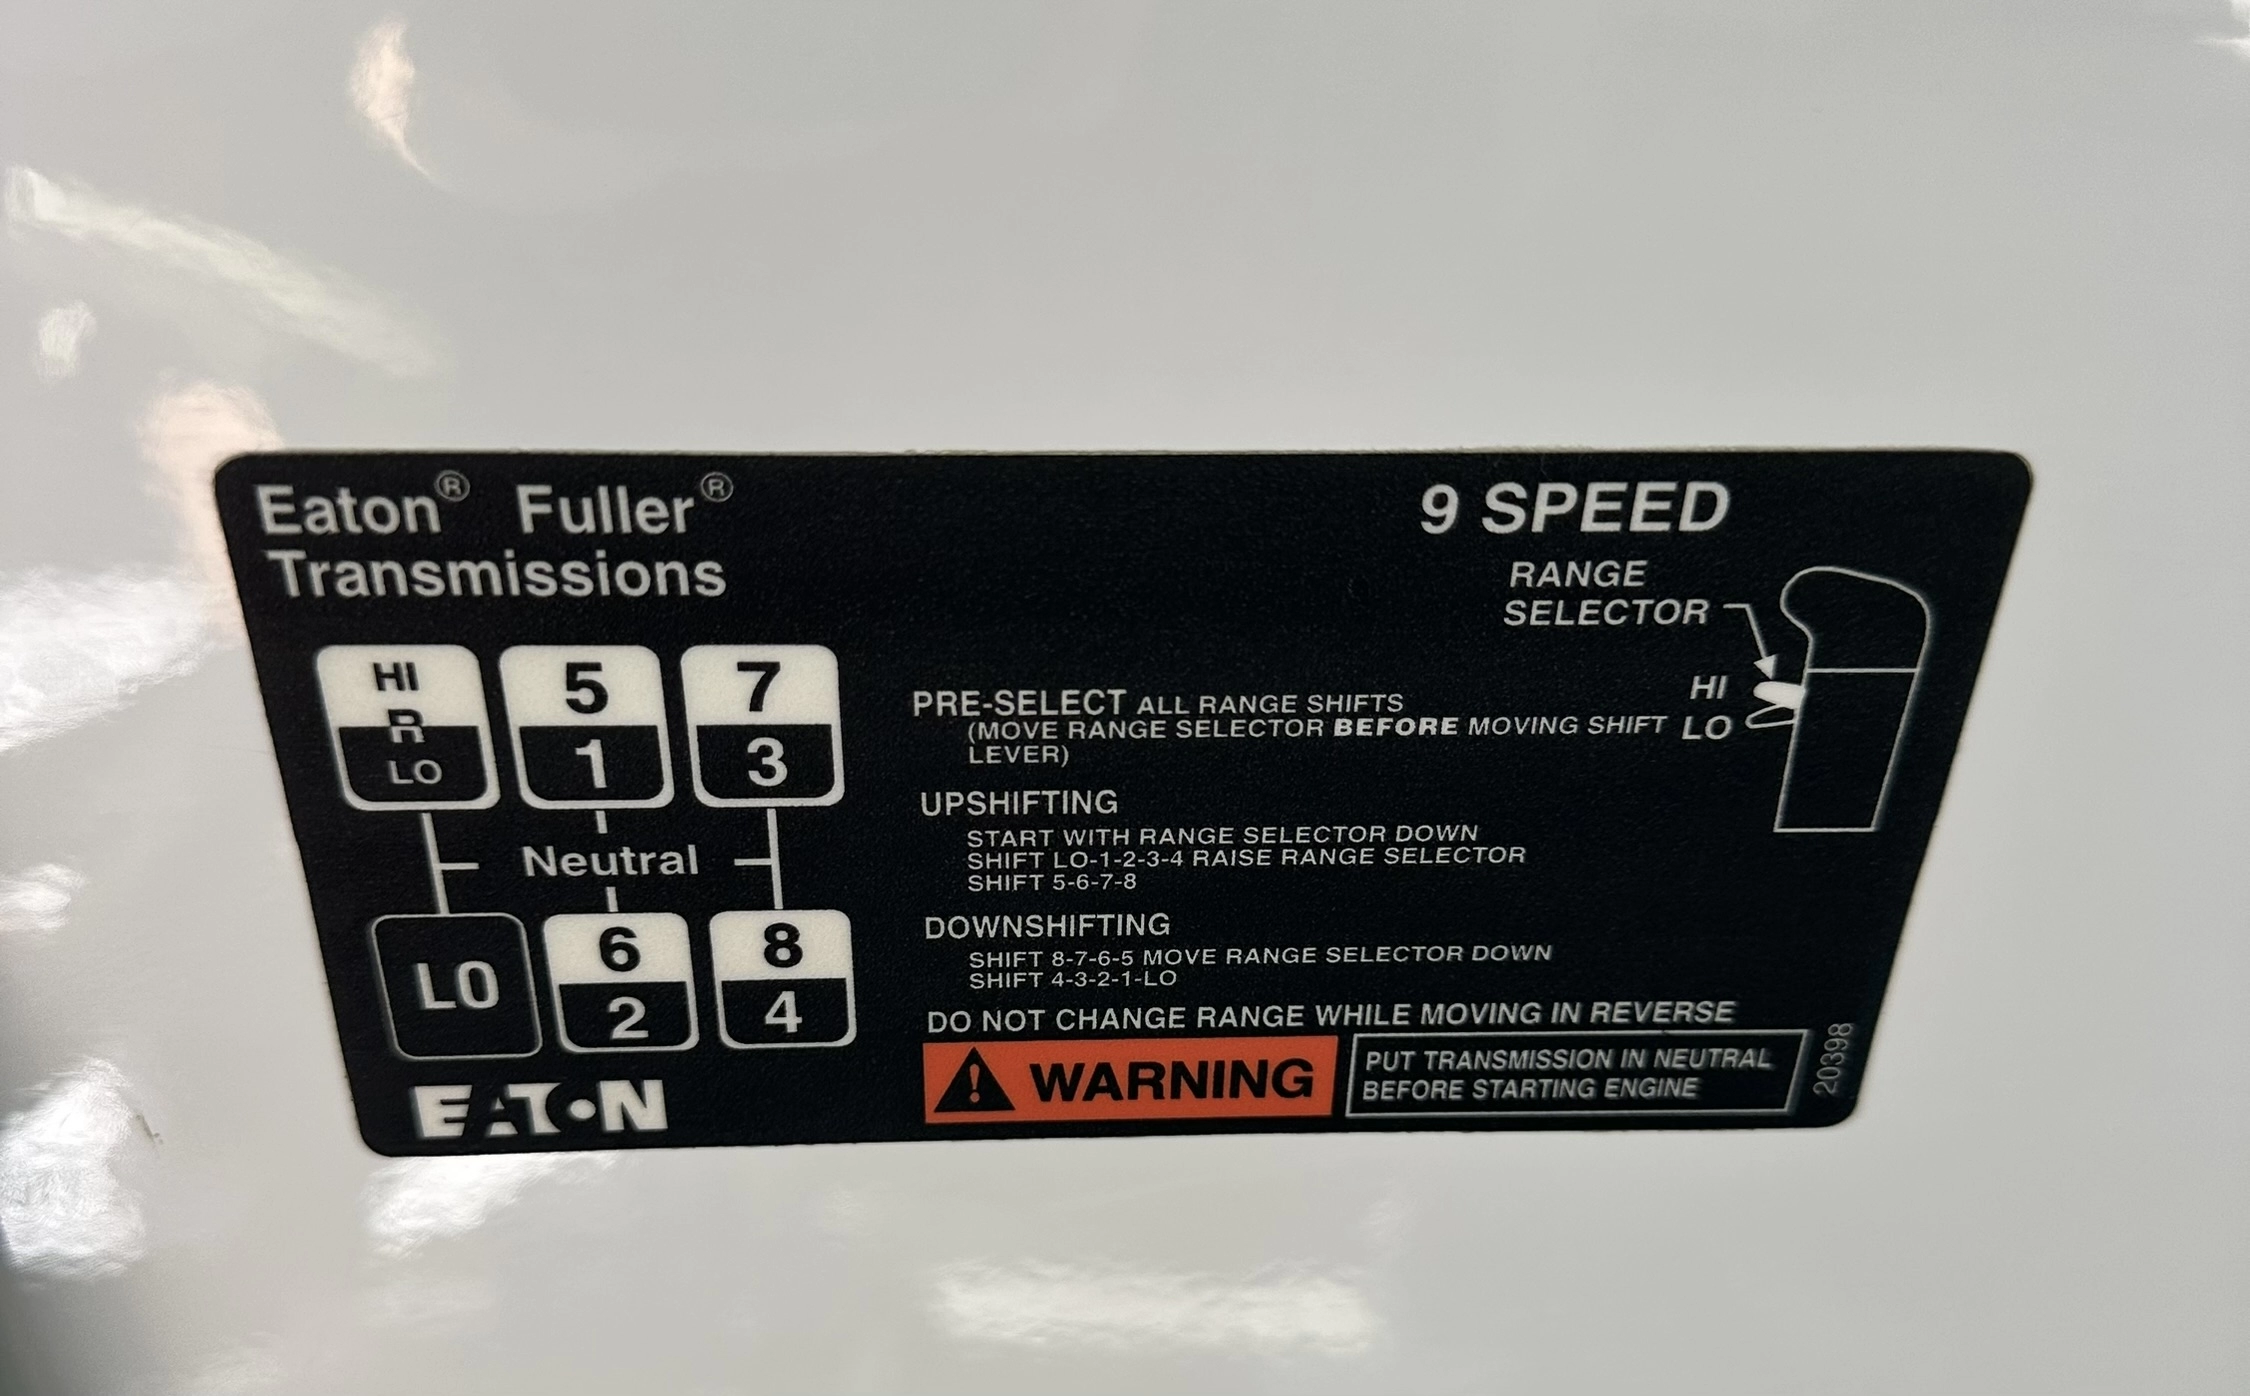 Eaton® Fuller®
Transmissions
9 SPEED
RANGE
SELECTOR
HI
LO
HI
R
LO
5
1
7
3
Neutral
LO
6
2
8
4
PRE-SELECT ALL RANGE SHIFTS
(MOVE RANGE SELECTOR BEFORE MOVING SHIFT
LEVER)
UPSHIFTING
START WITH RANGE SELECTOR DOWN
SHIFT LO-1-2-3-4 RAISE RANGE SELECTOR
SHIFT 5-6-7-8
DOWNSHIFTING
SHIFT 8-7-6-5 MOVE RANGE SELECTOR DOWN
SHIFT 4-3-2-1-LO
DO NOT CHANGE RANGE WHILE MOVING IN REVERSE
WARNING
PUT TRANSMISSION IN NEUTRAL
BEFORE STARTING ENGINE
20398
EATON